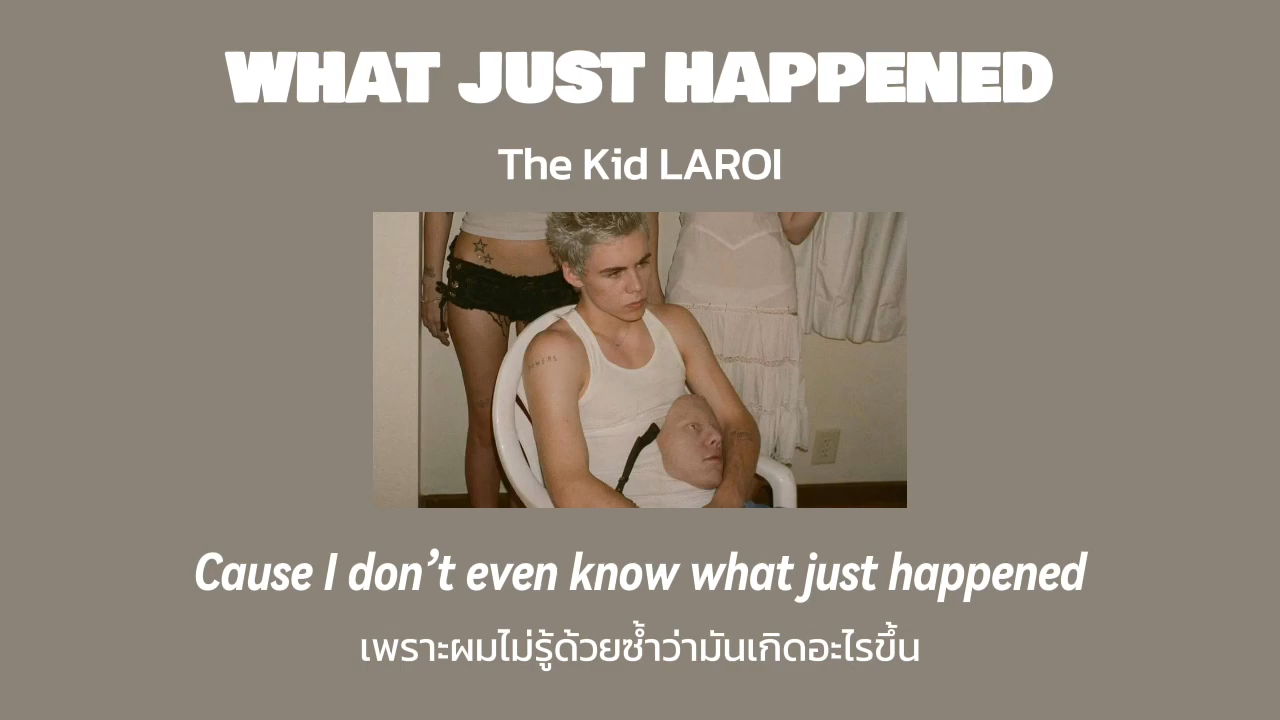 WHAT JUST HAPPENED
The Kid LAROI
Cause I don’t even know what just happened
เพราะผมไม่รู้ด้วยซ้ำว่ามันเกิดอะไรขึ้น